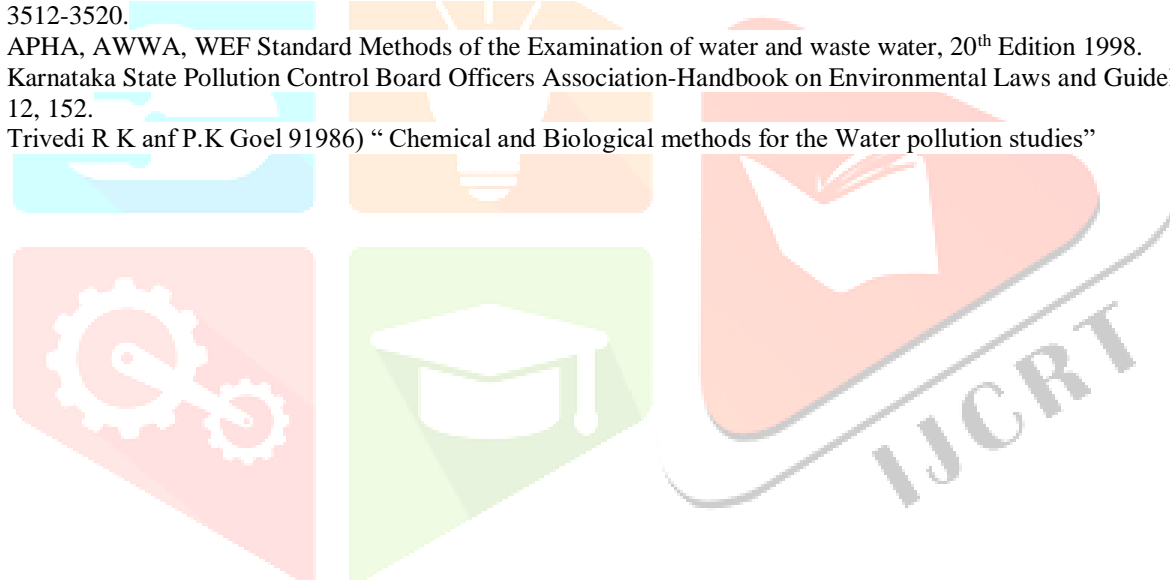 3512-3520.
APHA, AWWA, WEF Standard Methods of the Examination of water and waste water, 20th Edition 1998.
Karnataka State Pollution Control Board Officers Association-Handbook on Environmental Laws and
12, 152.
Trivedi R K anf P.K Goel 91986) “ Chemical and Biological methods for the Water pollution studies”
IJCRT